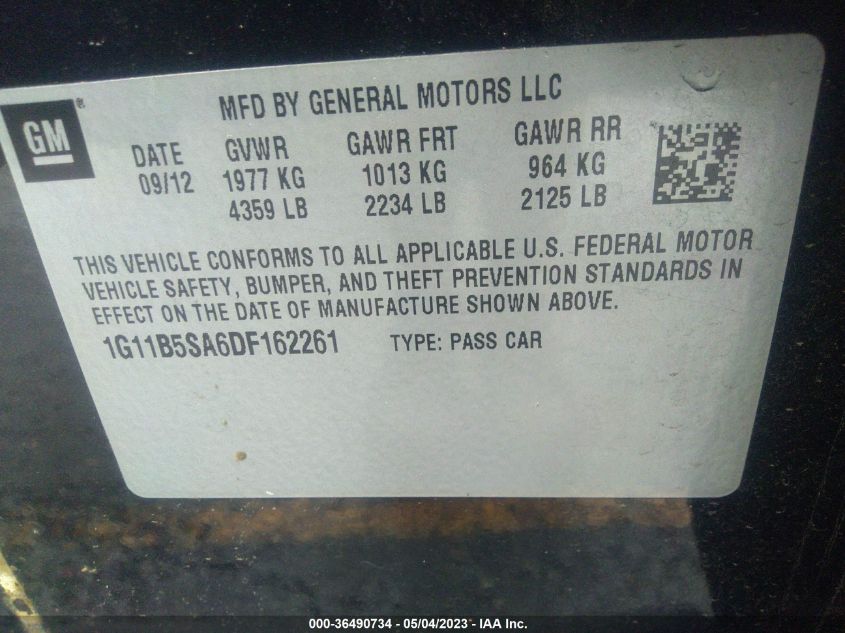 MFD BY GENERAL MOTORS LLC
GM ®
DATE GVWR GAWR FRT GAWR RR
09/12 1977 KG 1013 KG 964 KG
4359 LB 2234 LB 2125 LB
THIS VEHICLE CONFORMS TO ALL APPLICABLE U.S. FEDERAL MOTOR
VEHICLE SAFETY, BUMPER, AND THEFT PREVENTION STANDARDS IN
EFFECT ON THE DATE OF MANUFACTURE SHOWN ABOVE.
1G11B5SA6DF162261 TYPE: PASS CAR
000-36490734 - 05/04/2023 - IAA Inc.